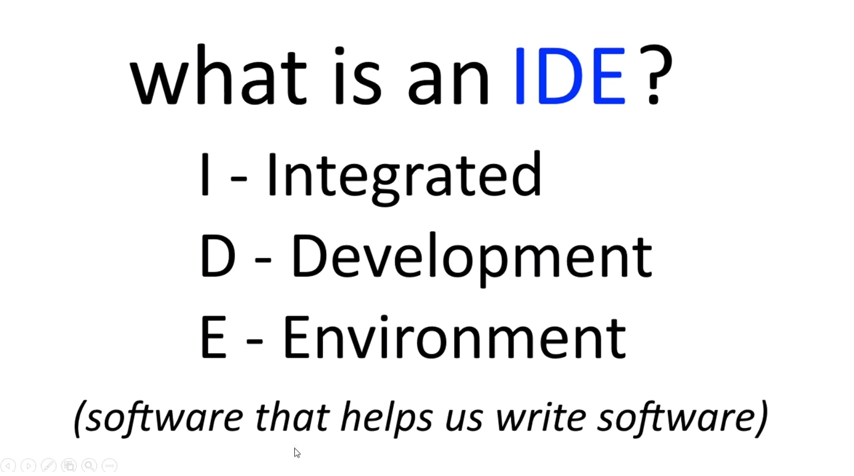 what is an IDE?
I - Integrated
D - Development
E - Environment
(software that helps us write software)